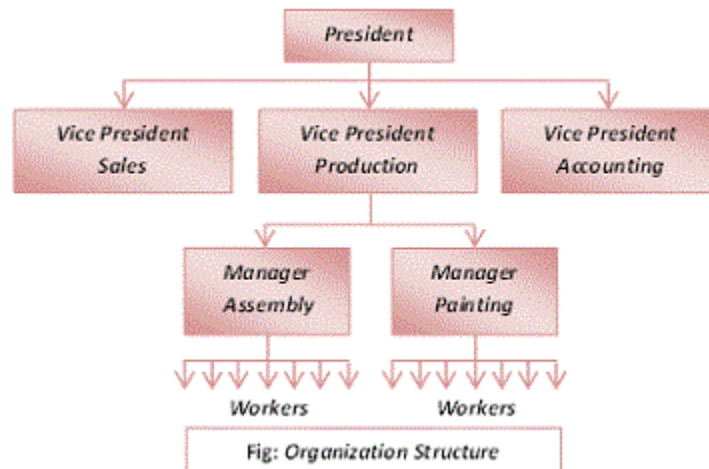 President
Vice President
Sales
Vice President
Production
Vice President
Accounting
Manager
Assembly
Manager
Painting
Workers
Workers
Fig: Organization Structure